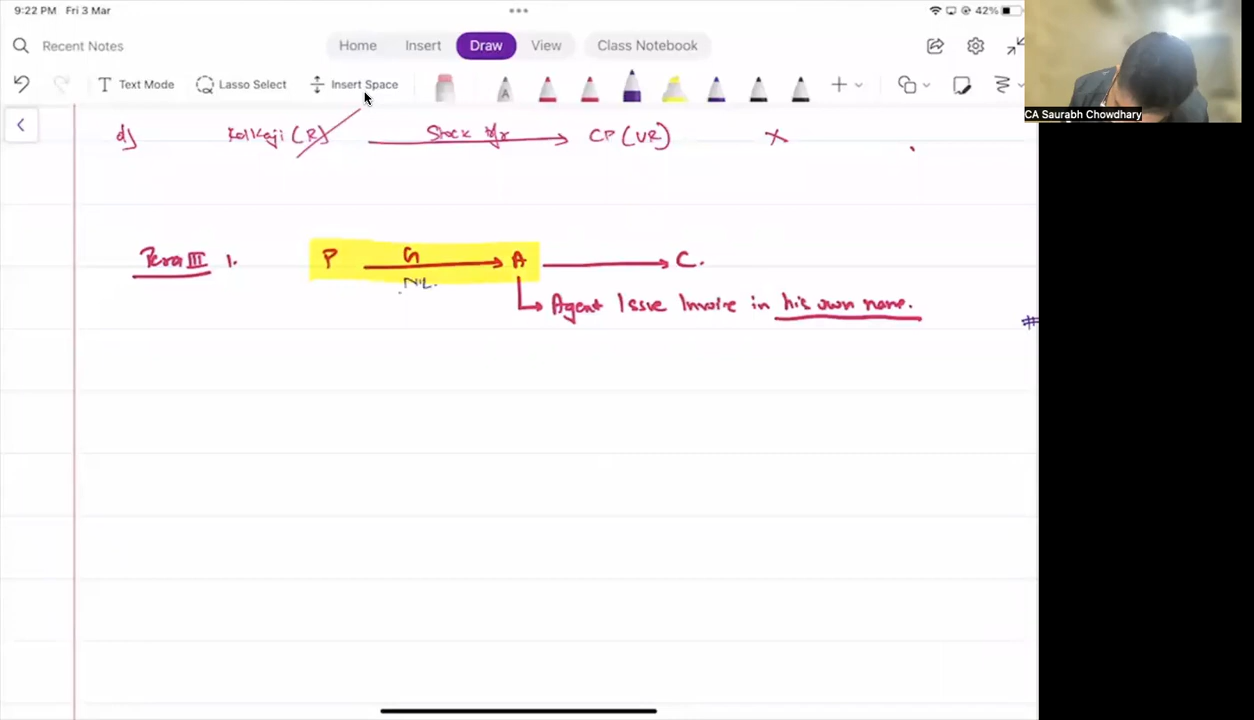 9:22 PM Fri 3 Mar
42%
Recent Notes
Home Insert Draw View Class Notebook
Text Mode Lasso Select Insert Space
CA Saurabh Chowdhary
d) Kalkaji (R) Stock t/r CP (UR) X
Para III 1. P G A C.
NIL.
Agent Issue Invoice in his own name.
#